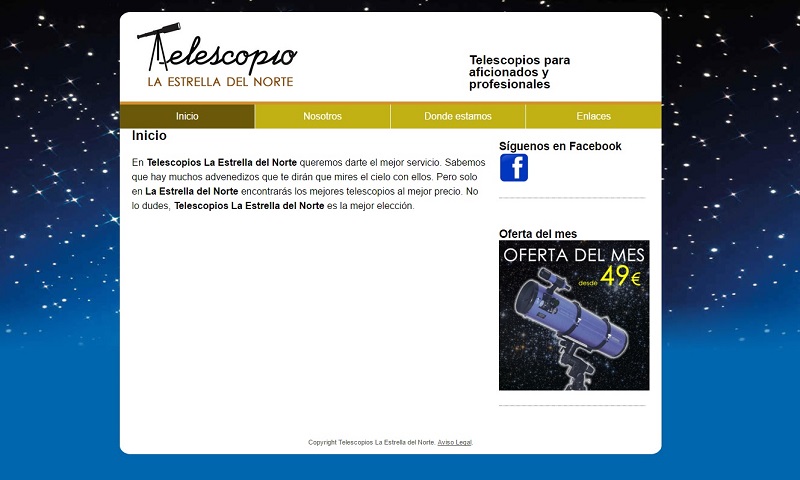 Telescopio
LA ESTRELLA DEL NORTE
Telescopios para
aficionados y
profesionales
Inicio
Nosotros
Donde estamos
Enlaces
Inicio
En Telescopios La Estrella del Norte queremos darte el mejor servicio. Sabemos
que hay muchos advenedizos que te dirán que mires el cielo con ellos. Pero solo
en La Estrella del Norte encontrarás los mejores telescopios al mejor precio. No
lo dudes, Telescopios La Estrella del Norte es la mejor elección.
Síguenos en Facebook
f
Oferta del mes
OFERTA DEL MES
desde 49€
Copyright Telescopios La Estrella del Norte. Aviso Legal.